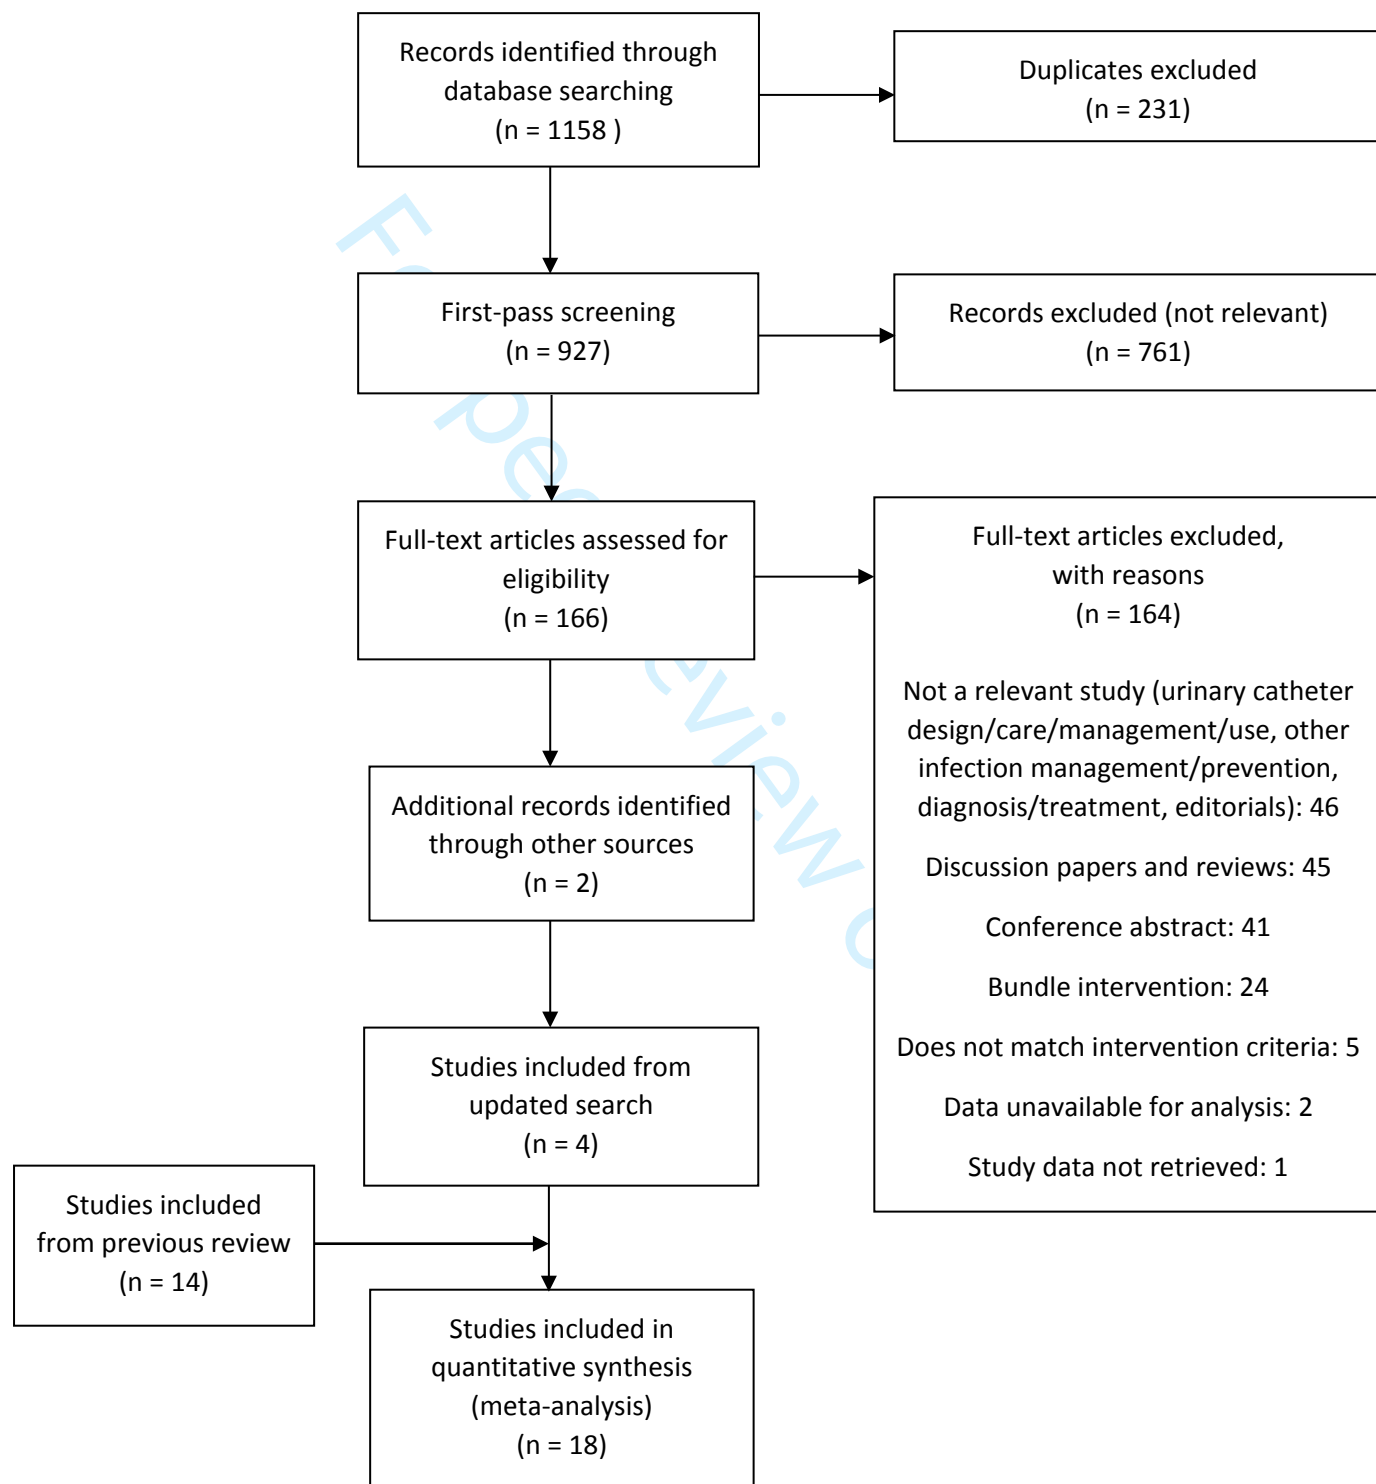 Records identified through
database searching
(n = 1158 )
Duplicates excluded
(n = 231)
First-pass screening
(n = 927)
Records excluded (not relevant)
(n = 761)
Full-text articles assessed for
eligibility
(n = 166)
Full-text articles excluded,
with reasons
(n = 164)
Not a relevant study (urinary catheter
design/care/management/use, other
infection management/prevention,
diagnosis/treatment, editorials): 46
Discussion papers and reviews: 45
Conference abstract: 41
Bundle intervention: 24
Does not match intervention criteria: 5
Data unavailable for analysis: 2
Study data not retrieved: 1
Additional records identified
through other sources
(n = 2)
Studies included from
updated search
(n = 4)
Studies included
from previous review
(n = 14)
Studies included in
quantitative synthesis
(meta-analysis)
(n = 18)